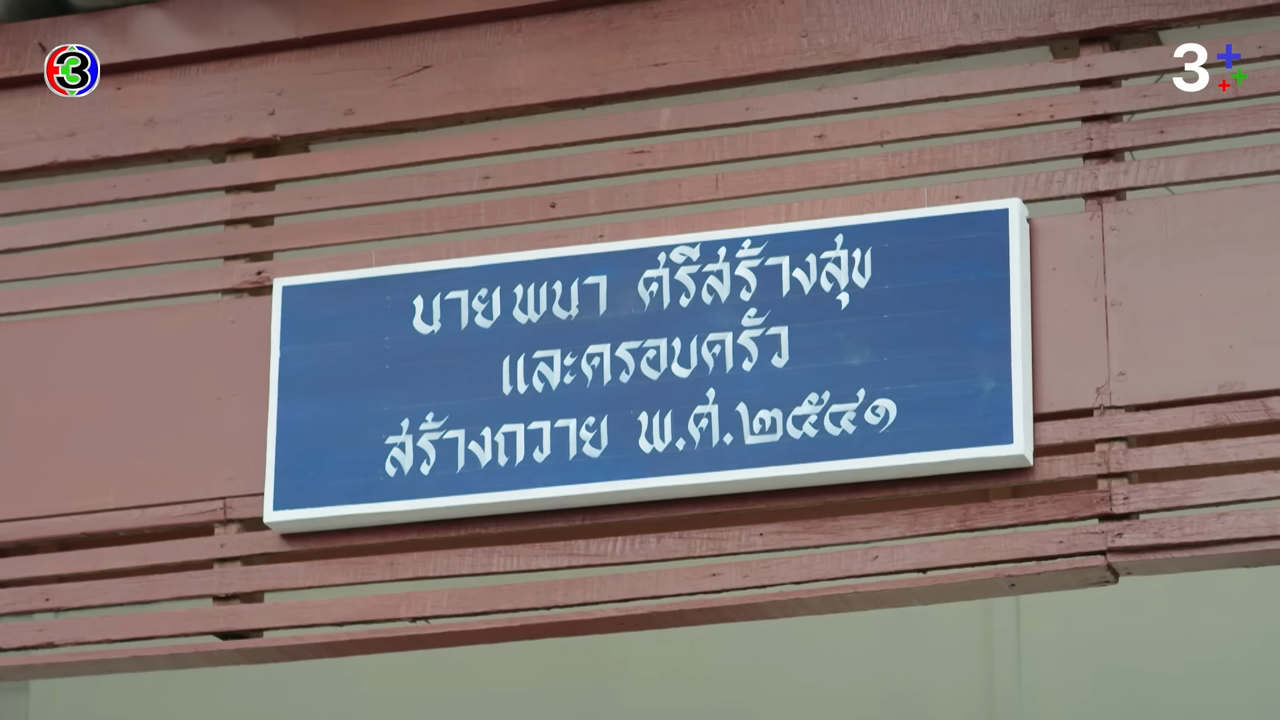 3
3
นายพนา ศรีสร้างสุข
และครอบครัว
สร้างถวาย พ.ศ.๒๕๔๑